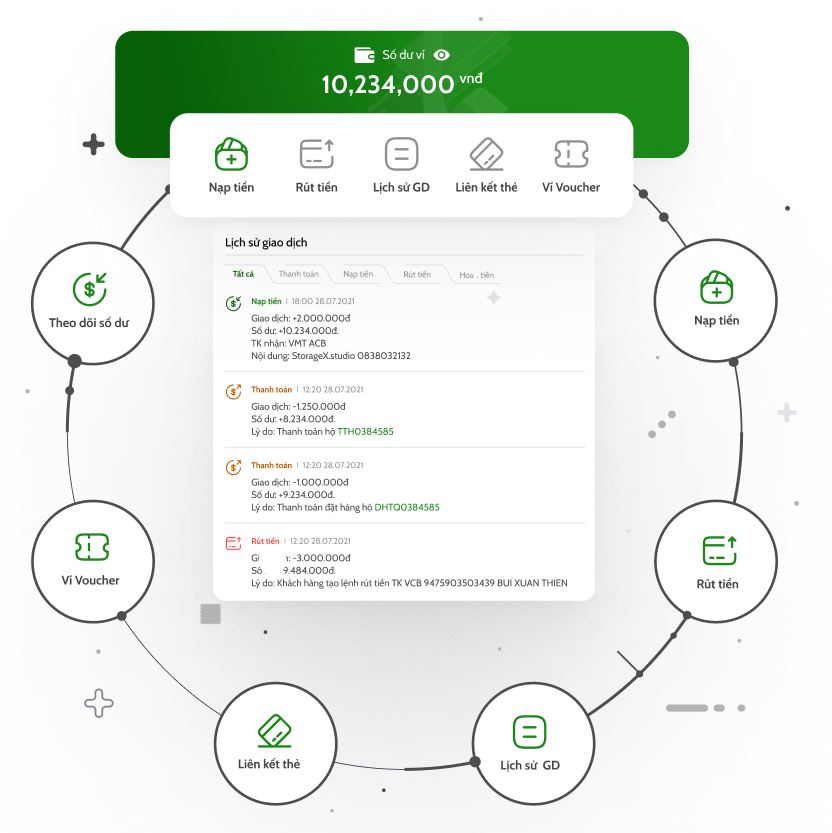 Số dư ví
10,234,000 vnđ
Nạp tiền
Rút tiền
Lịch sử GD
Liên kết thẻ
Ví Voucher
Lịch sử giao dịch
Tất cả
Thanh toán
Nạp tiền
Rút tiền
tiền
Nạp tiền | 18:00 28.07.2021
Giao dịch: +2.000.000đ
Số dư: +10.234.000đ.
TK nhận: VMT ACB
Nội dung: StorageX.studio 0838032132
Thanh toán | 12:20 28.07.2021
Giao dịch: -1.250.000đ
Số dư: +8.234.000đ.
Lý do: Thanh toán hộ TTH0384585
Thanh toán | 12:20 28.07.2021
Giao dịch: -1.000.000đ
Số dư: +9.234.000đ.
Lý do: Thanh toán đặt hàng hộ DHTQ0384585
Rút tiền | 12:20 28.07.2021
-3.000.000đ
9.484.000đ.
Lý do: Khách hàng tạo lệnh rút tiền TK VCB 9475903503439 BUI XUAN THIEN
Theo dõi số dư
Nạp tiền
Ví Voucher
Rút tiền
Liên kết thẻ
Lịch sử GD